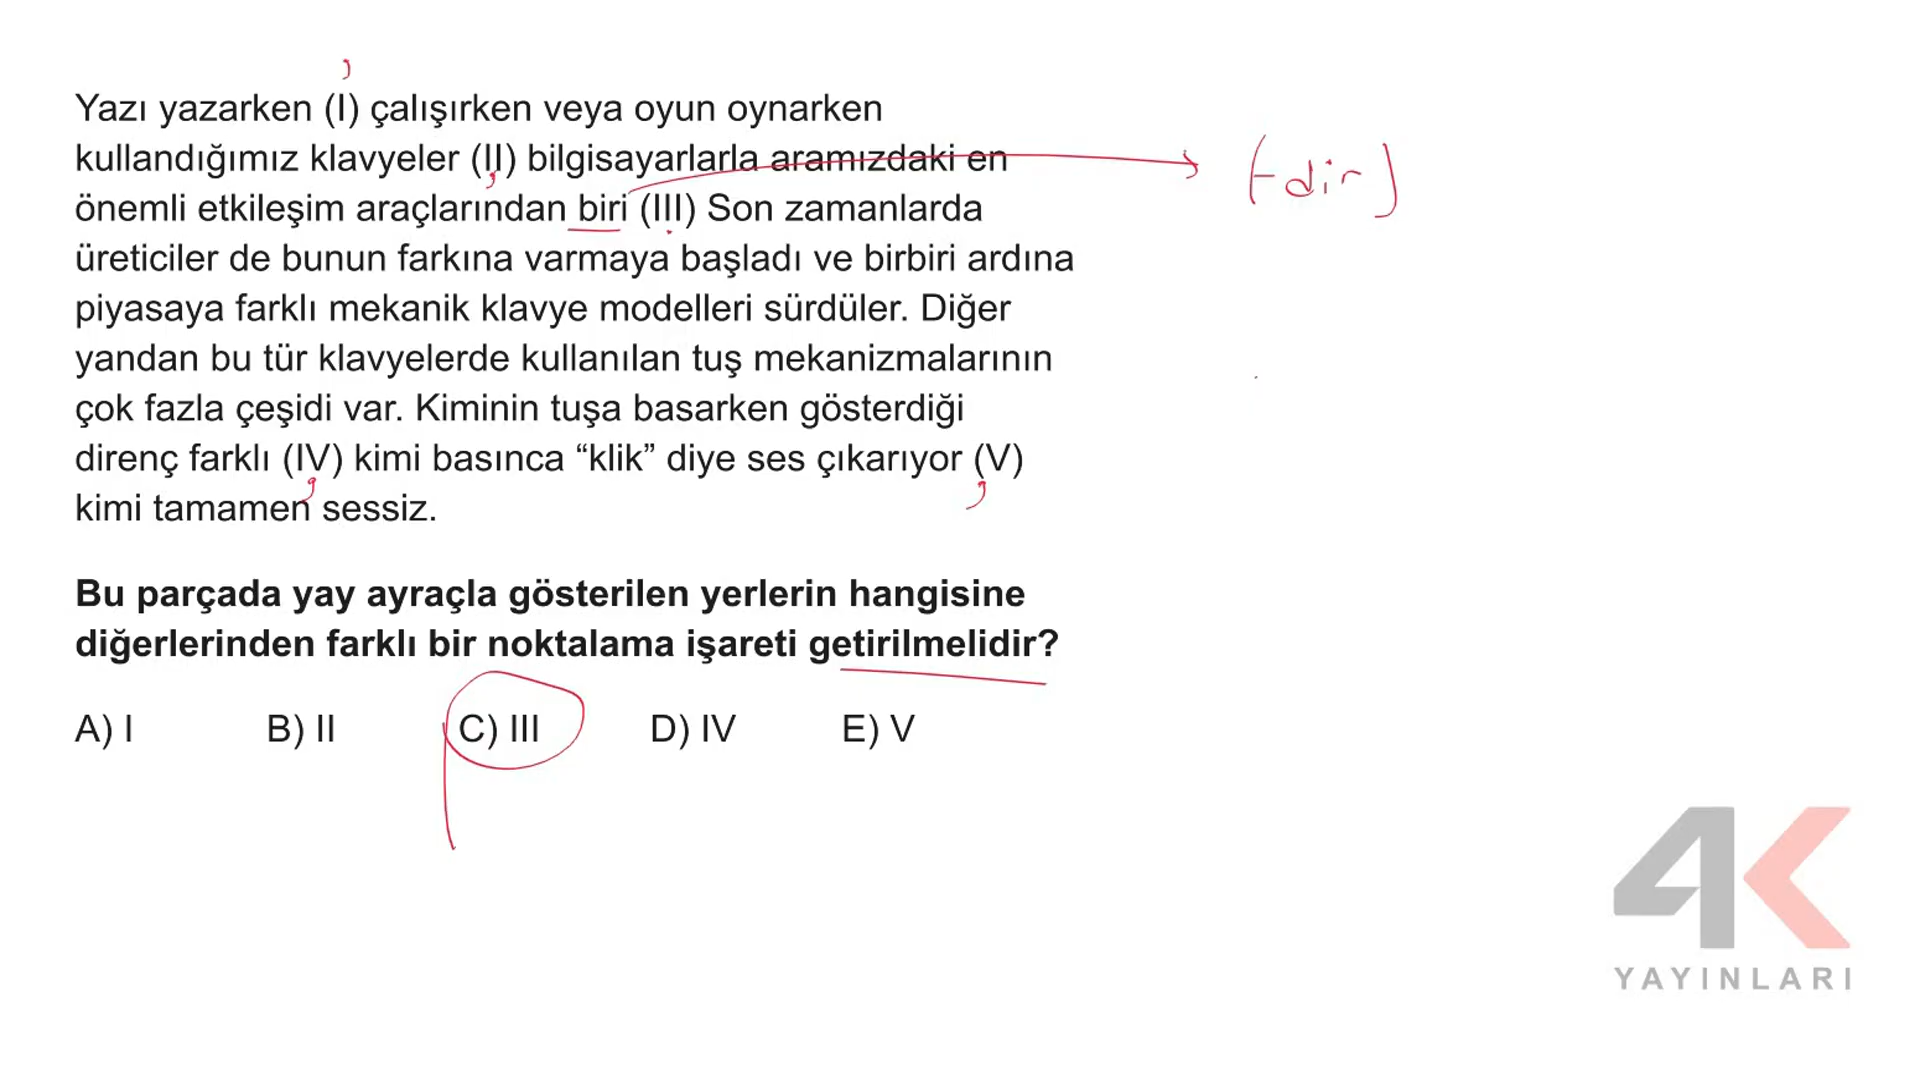 Yazı yazarken (I) çalışırken veya oyun oynarken
kullandığımız klavyeler (II) bilgisayarlarla aramızdaki en
(-dir)
önemli etkileşim araçlarından biri (III) Son zamanlarda
üreticiler de bunun farkına varmaya başladı ve birbiri ardına
piyasaya farklı mekanik klavye modelleri sürdüler. Diğer
yandan bu tür klavyelerde kullanılan tuş mekanizmalarının
çok fazla çeşidi var. Kiminin tuşa basarken gösterdiği
direnç farklı (IV) kimi basınca “klik” diye ses çıkarıyor (V)
kimi tamamen sessiz.
Bu parçada yay ayraçla gösterilen yerlerin hangisine
diğerlerinden farklı bir noktalama işareti getirilmelidir?
A) I B) II C) III D) IV E) V
4K
YAYINLARI